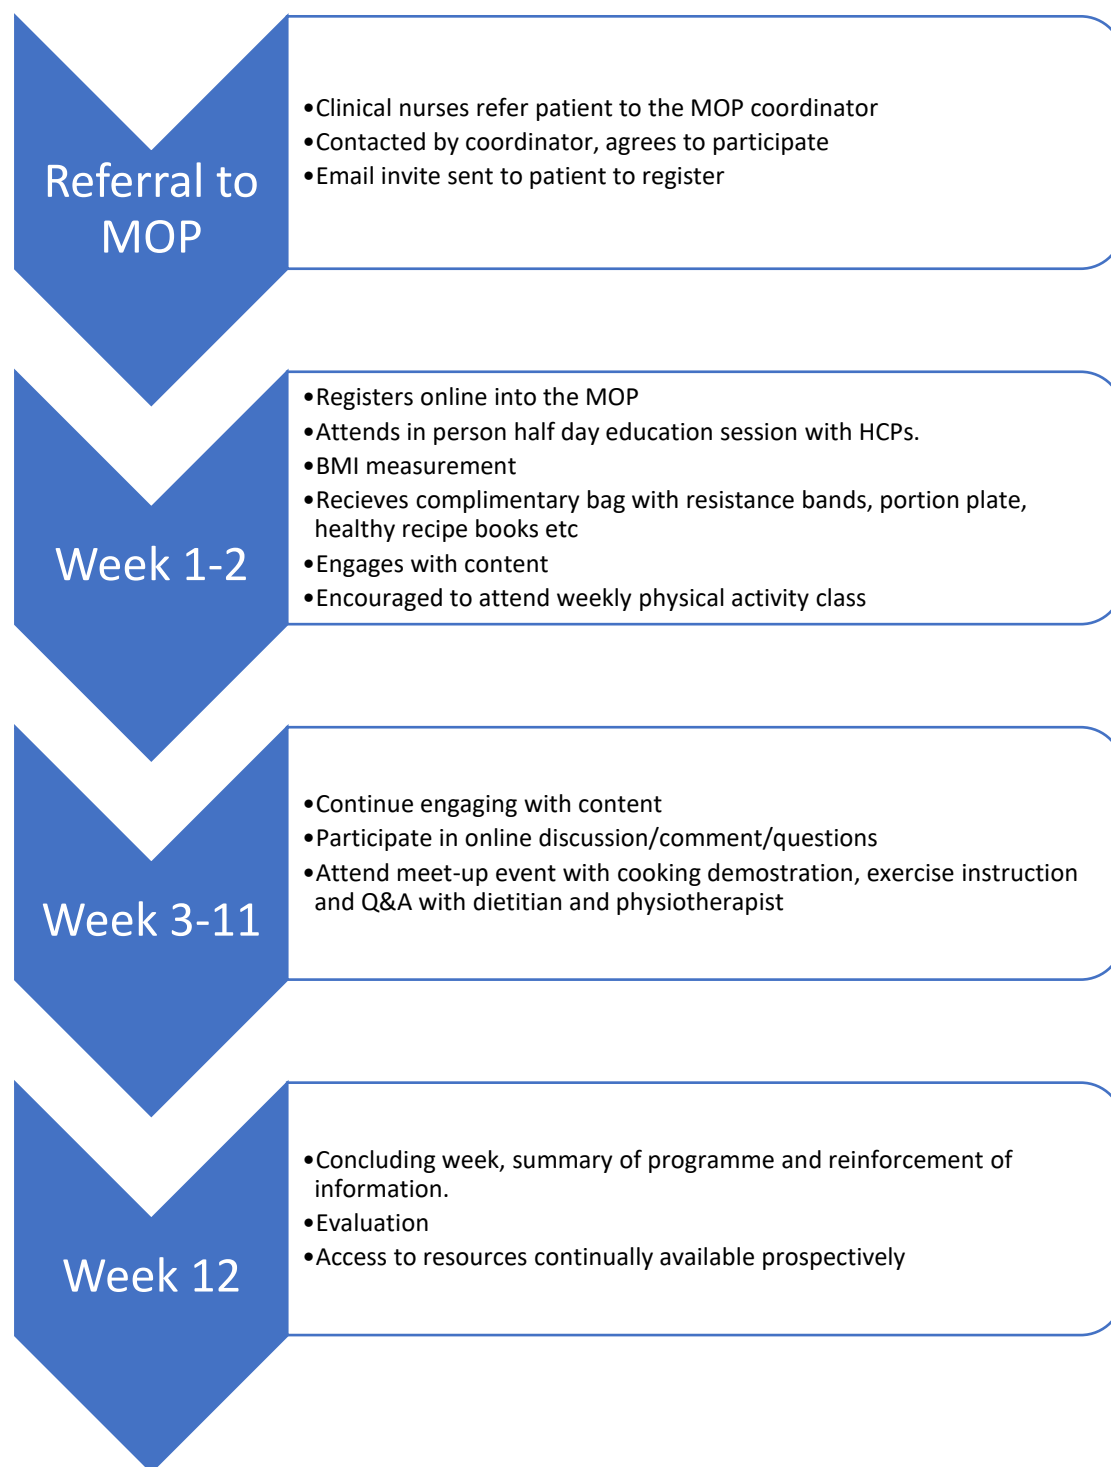 Referral to
MOP
•Clinical nurses refer patient to the MOP coordinator
•Contacted by coordinator, agrees to participate
•Email invite sent to patient to register
Week 1-2
•Registers online into the MOP
•Attends in person half day education session with HCPs.
•BMI measurement
•Recieves complimentary bag with resistance bands, portion plate,
healthy recipe books etc
•Engages with content
•Encouraged to attend weekly physical activity class
Week 3-11
•Continue engaging with content
•Participate in online discussion/comment/questions
•Attend meet-up event with cooking demostration, exercise instruction
and Q&A with dietitian and physiotherapist
Week 12
•Concluding week, summary of programme and reinforcement of
information.
•Evaluation
•Access to resources continually available prospectively